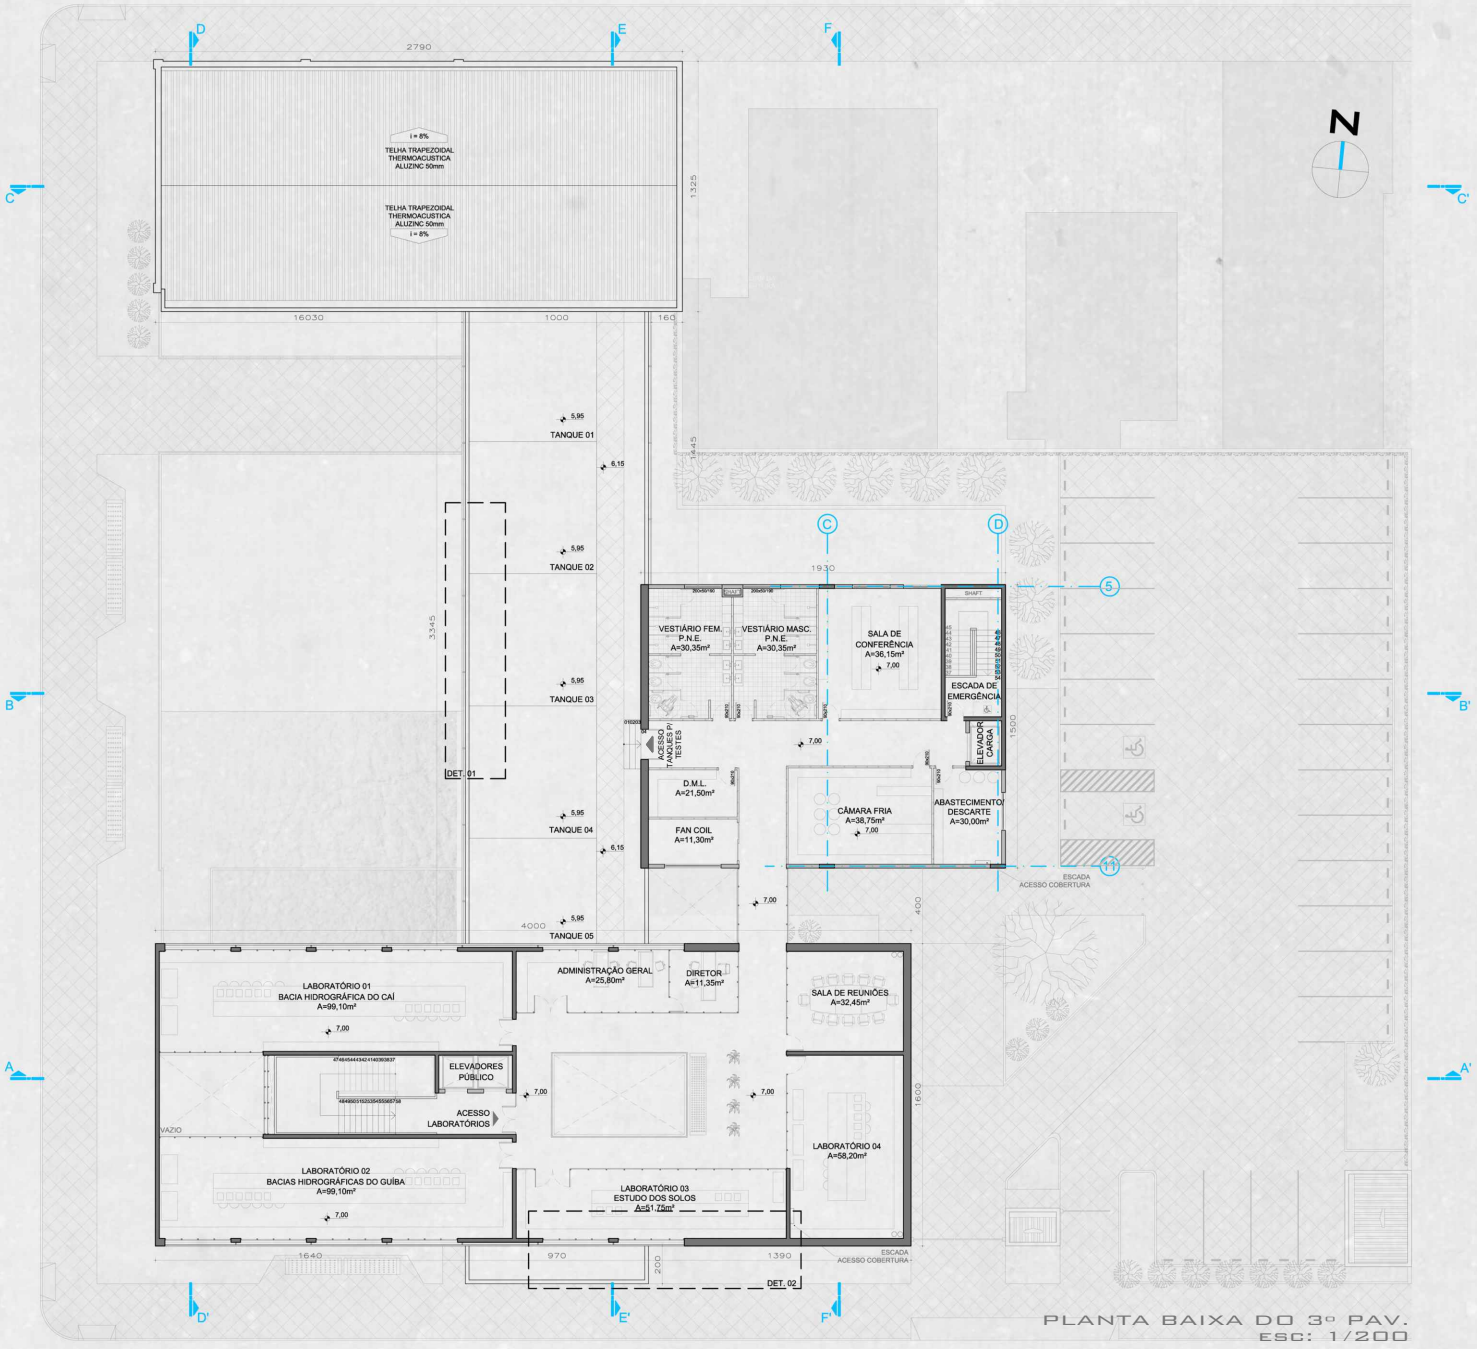 D
E
F
2790
N
i = 8%
TELHA TRAPEZOIDAL
THERMOACUSTICA
ALUZINC 50mm
C
C'
1325
TELHA TRAPEZOIDAL
THERMOACUSTICA
ALUZINC 50mm
i = 8%
16030
1000
160
5,95
TANQUE 01
6,15
1445
C
D
5,95
TANQUE 02
1930
5
3345
SHAFT
SHAFT
VESTIÁRIO FEM.
P.N.E.
A=30,35m²
VESTIÁRIO MASC.
P.N.E.
A=30,35m²
SALA DE
CONFERÊNCIA
A=36,15m²
7,00
ESCADA DE
EMERGÊNCIA
5,95
TANQUE 03
B
B'
ACESSO
TANQUES P/
TESTES
7,00
ELEVADOR
CARGA
1500
DET. 01
D.M.L.
A=21,50m²
CÂMARA FRIA
A=38,75m²
7,00
ABASTECIMENTO/
DESCARTE
A=30,00m²
5,95
TANQUE 04
FAN COIL
A=11,30m²
6,15
11
ESCADA
ACESSO COBERTURA
7,00
400
4000
5,95
TANQUE 05
ADMINISTRAÇÃO GERAL
A=25,80m²
DIRETOR
A=11,35m²
LABORATÓRIO 01
BACIA HIDROGRÁFICA DO CAÍ
A=99,10m²
7,00
SALA DE REUNIÕES
A=32,45m²
A
A'
ELEVADORES
PÚBLICO
7,00
7,00
1600
ACESSO
LABORATÓRIOS
VAZIO
LABORATÓRIO 04
A=58,20m²
LABORATÓRIO 02
BACIAS HIDROGRÁFICAS DO GUÍBA
A=99,10m²
7,00
LABORATÓRIO 03
ESTUDO DOS SOLOS
A=51,75m²
1640
970
200
1390
ESCADA
ACESSO COBERTURA
DET. 02
D'
E'
F'
PLANTA BAIXA DO 3º PAV.
ESC: 1/200